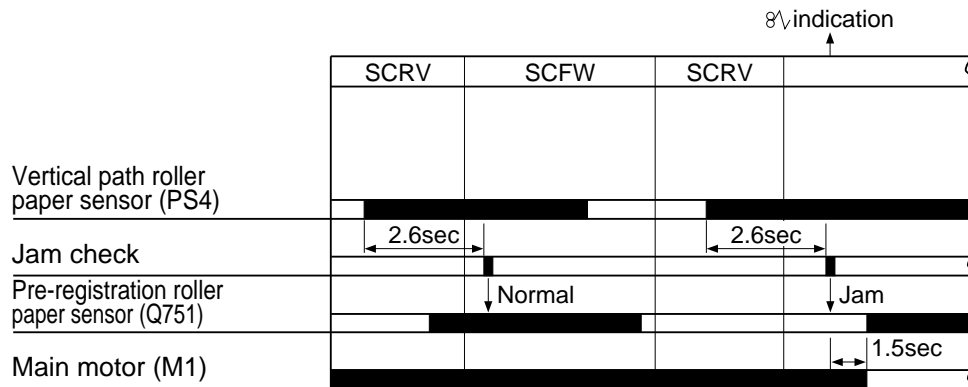 indication
SCRV SCFW SCRV
Vertical path roller
paper sensor (PS4)
2.6sec 2.6sec
Jam check
Normal Jam
Pre-registration roller
paper sensor (Q751)
1.5sec
Main motor (M1)